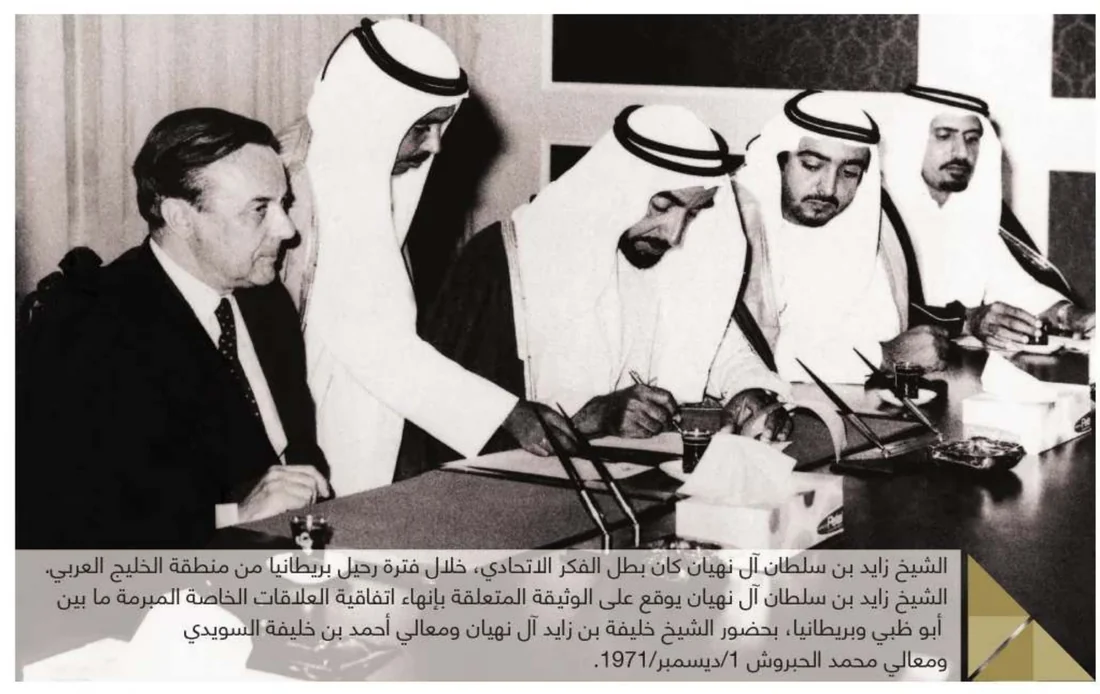 الشيخ زايد بن سلطان آل نهيان كان بطل الفكر الاتحادي، خلال فترة رحيل بريطانيا من منطقة الخليج العربي.
الشيخ زايد بن سلطان آل نهيان يوقع على الوثيقة المتعلقة بإنهاء اتفاقية العلاقات الخاصة المبرمة ما بين
أبو ظبي وبريطانيا، بحضور الشيخ خليفة بن زايد آل نهيان ومعالي أحمد بن خليفة السويدي
ومعالي محمد الحبروش 1/ديسمبر/1971.